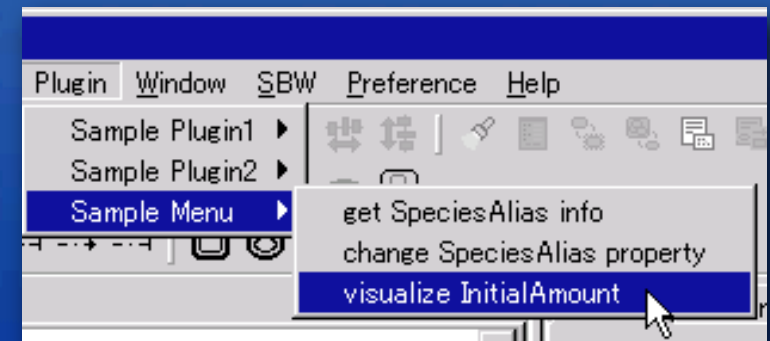 Plugin Window SBW Preference Help
Sample Plugin1
Sample Plugin2
Sample Menu
get SpeciesAlias info
change SpeciesAlias property
visualize InitialAmount